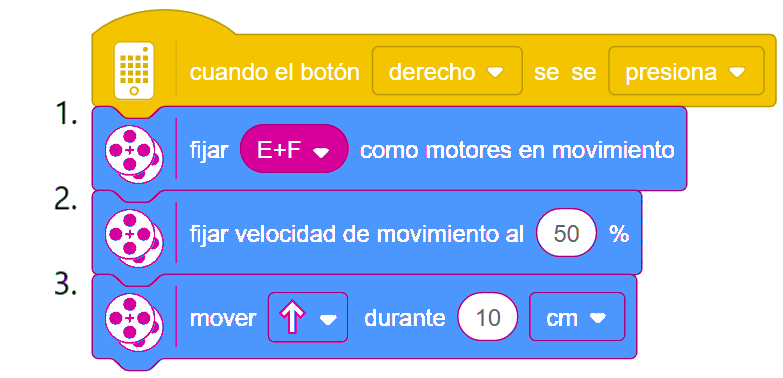 cuando el botón derecho se se presiona
1.
fijar E+F como motores en movimiento
2.
fijar velocidad de movimiento al 50 %
3.
mover durante 10 cm